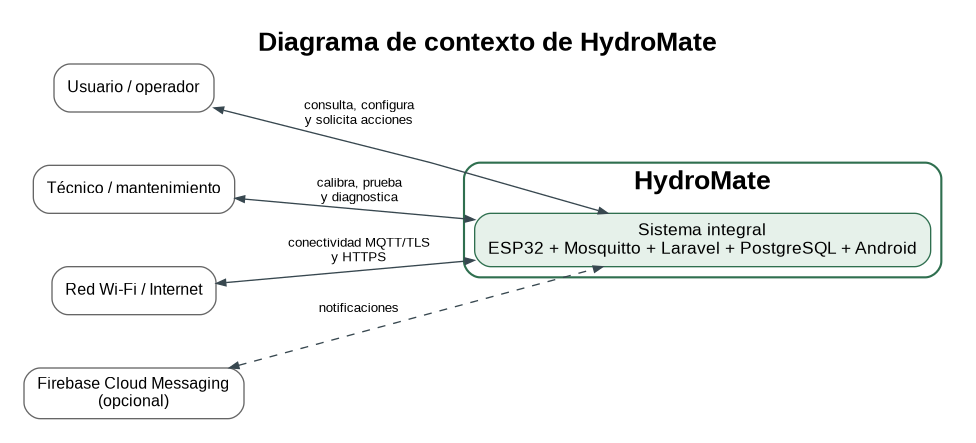 Diagrama de contexto de HydroMate
Usuario / operador
consulta, configura
y solicita acciones
Técnico / mantenimiento
calibra, prueba
y diagnostica
HydroMate
Sistema integral
ESP32 + Mosquitto + Laravel + PostgreSQL + Android
Red Wi-Fi / Internet
conectividad MQTT/TLS
y HTTPS
notificaciones
Firebase Cloud Messaging
(opcional)